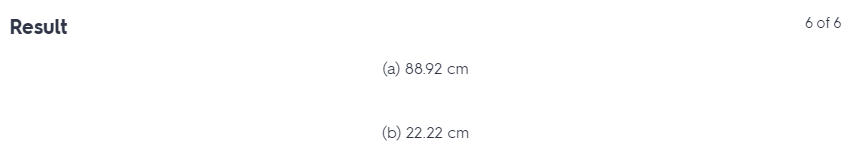 Result
6 of 6
(a) 88.92 cm
(b) 22.22 cm